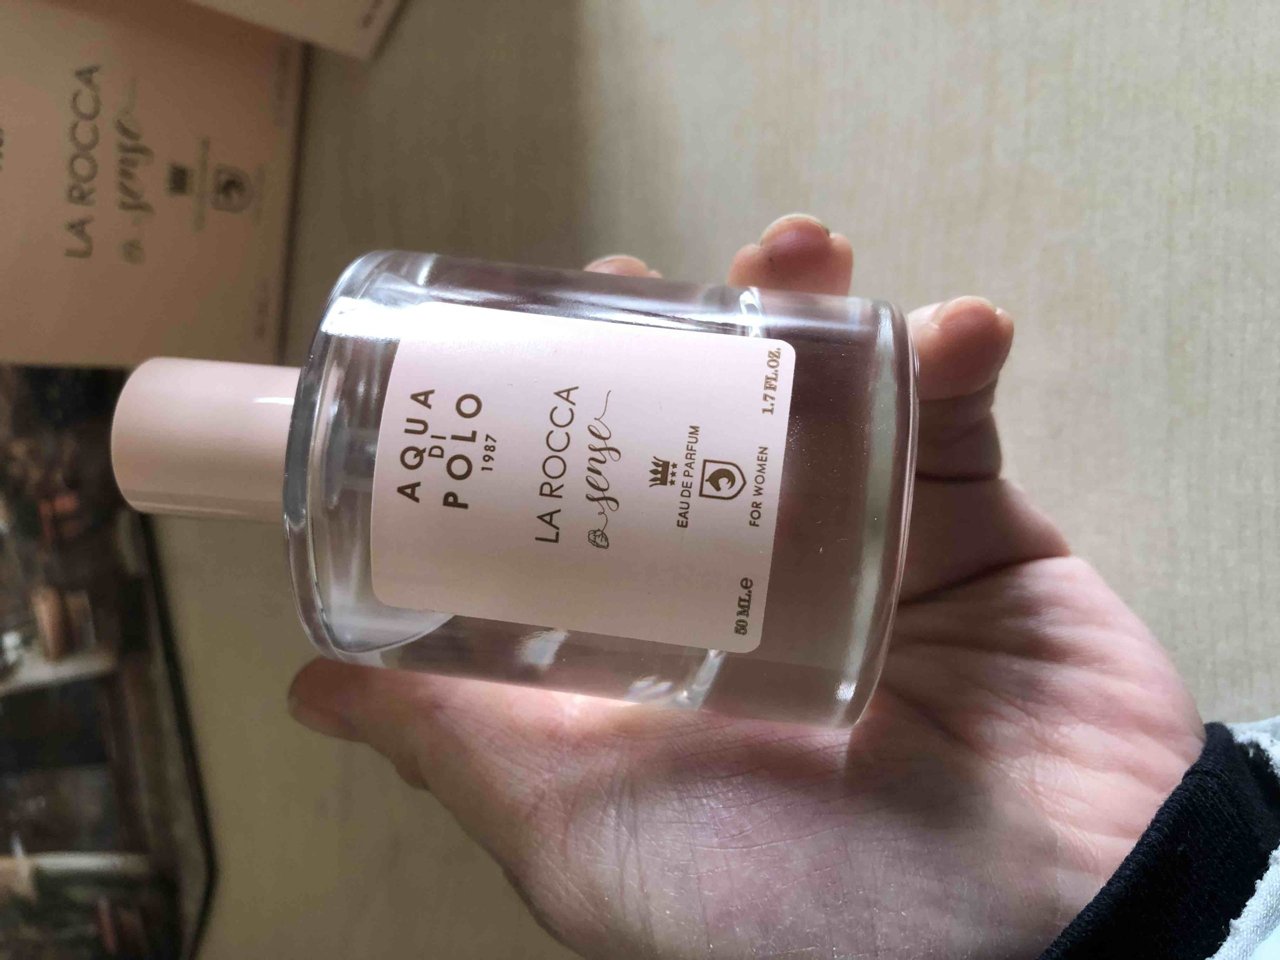 AQUA
DI
POLO
1987
LA ROCCA
sense
EAU DE PARFUM
FOR WOMEN
50 ML.e
1.7 FL.OZ.
LA ROCCA
sense